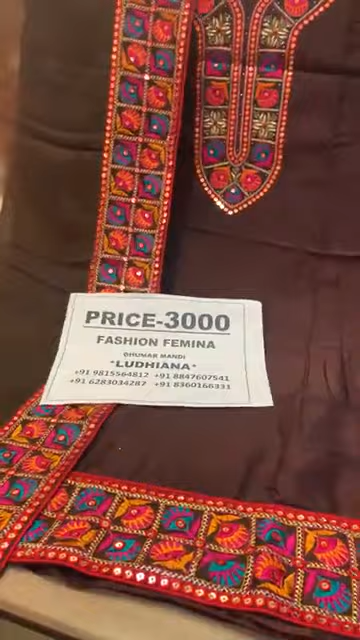 PRICE-3000
FASHION FEMINA
GHUMAR MANDI
*LUDHIANA*
+91 9815564812 +91 8847607541
+91 6283034287 +91 8360166331